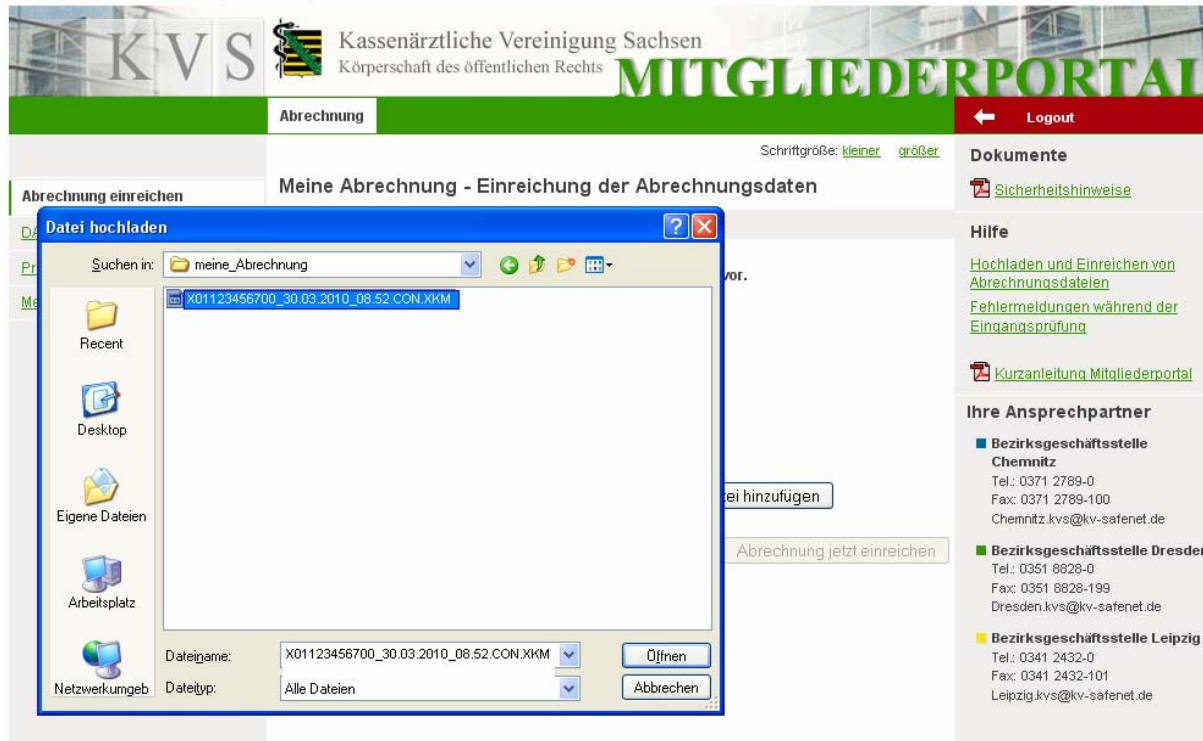 KVS
Kassenärztliche Vereinigung Sachsen
Körperschaft des öffentlichen Rechts
MITGLIEDERPORTAL
Abrechnung
Logout
Schriftgröße: kleiner größer
Abrechnung einreichen
Meine Abrechnung - Einreichung der Abrechnungsdaten
vor.
Datei hochladen
Suchen in: meine_Abrechnung
X01123456700_30.03.2010_08.52.CON.XKM
Recent
Desktop
Eigene Dateien
Arbeitsplatz
Netzwerkumgeb
Dateiname: X01123456700_30.03.2010_08.52.CON.XKM Öffnen
Dateityp: Alle Dateien Abbrechen
tei hinzufügen
Abrechnung jetzt einreichen
Dokumente
Sicherheitshinweise
Hilfe
Hochladen und Einreichen von
Abrechnungsdateien
Fehlermeldungen während der
Eingangsprüfung
Kurzanleitung Mitgliederportal
Ihre Ansprechpartner
Bezirksgeschäftsstelle
Chemnitz
Tel.: 0371 2789-0
Fax: 0371 2789-100
Chemnitz.kvs@kv-safenet.de
Bezirksgeschäftsstelle Dresden
Tel.: 0351 8828-0
Fax: 0351 8828-199
Dresden.kvs@kv-safenet.de
Bezirksgeschäftsstelle Leipzig
Tel.: 0341 2432-0
Fax: 0341 2432-101
Leipzig.kvs@kv-safenet.de